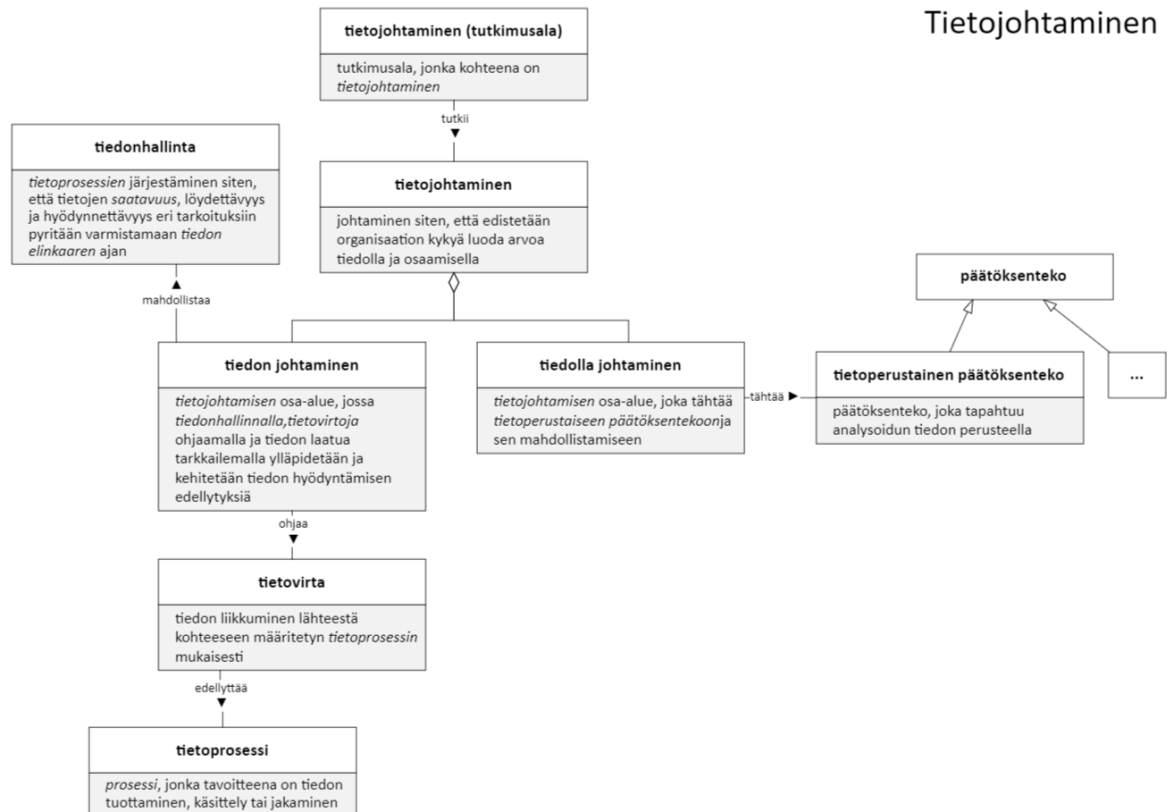 Tietojohtaminen
tietojohtaminen (tutkimusala)
tutkimusala, jonka kohteena on
tietojohtaminen
tutkii
tiedonhallinta
tietoprosessien järjestäminen siten,
että tietojen saatavuus, löydettävyys
ja hyödynnettävyys eri tarkoituksiin
pyritään varmistamaan tiedon
elinkaaren ajan
tietojohtaminen
johtaminen siten, että edistetään
organisaation kykyä luoda arvoa
tiedolla ja osaamisella
mahdollistaa
päätöksenteko
tiedon johtaminen
tietojohtamisen osa-alue, jossa
tiedonhallinnalla,tietovirtoja
ohjaamalla ja tiedon laatua
tarkkailemalla ylläpidetään ja
kehitetään tiedon hyödyntämisen
edellytyksiä
tiedolla johtaminen
tietojohtamisen osa-alue, joka tähtää
tietoperustaiseen päätöksentekoonja
sen mahdollistamiseen
tähtää
tietoperustainen päätöksenteko
päätöksenteko, joka tapahtuu
analysoidun tiedon perusteella
...
ohjaa
tietovirta
tiedon liikkuminen lähteestä
kohteeseen määritetyn tietoprosessin
mukaisesti
edellyttää
tietoprosessi
prosessi, jonka tavoitteena on tiedon
tuottaminen, käsittely tai jakaminen